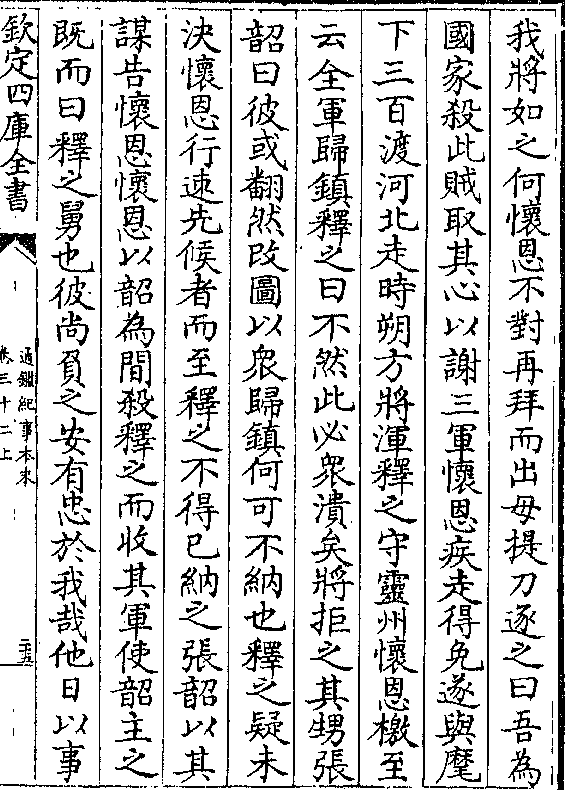 我將如之何懷恩不對再拜而出母提刀逐之曰吾為
國家殺此賊取其心以謝三軍懷恩疾走得免遂與麾
下三百渡河北走時朔方將渾釋之守靈州懷恩檄至
云全軍歸鎮釋之曰不然此必衆潰矣將拒之其甥張
韶曰彼或翻然改圖以衆歸鎮何可不納也釋之疑未
決懷恩行速先候者而至釋之不得已納之張韶以其
謀告懷恩懷恩以韶為間殺釋之而收其軍使韶主之
既而曰釋之舅也彼尚負之安有忠於我哉他日以事
欽定四庫全書
通鑑紀事本末
卷三十二上
二十五